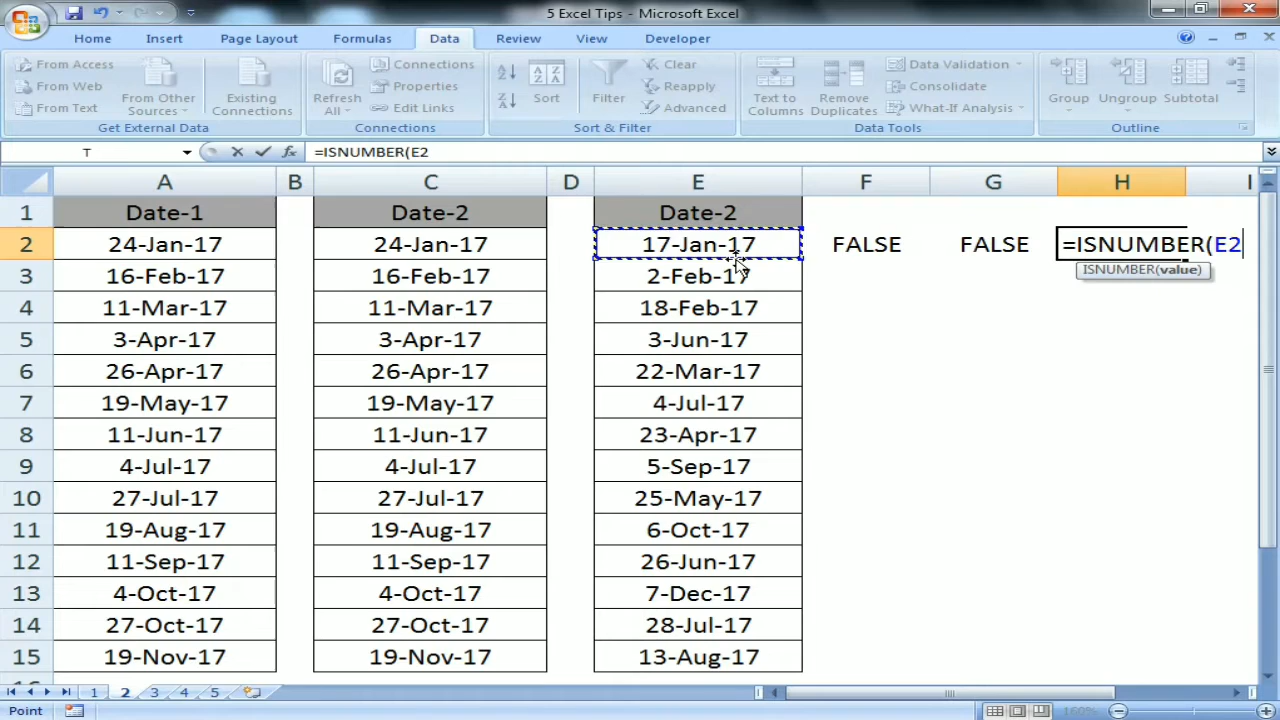 5 Excel Tips - Microsoft Excel
Home Insert Page Layout Formulas Data Review View Developer
From Access
From Web
From Text
From Other Sources
Existing Connections
Get External Data
Refresh All
Connections
Properties
Edit Links
Connections
Sort
Filter
Clear
Reapply
Advanced
Sort & Filter
Text to Columns
Remove Duplicates
Data Validation
Consolidate
What-If Analysis
Data Tools
Group
Ungroup
Subtotal
Outline
T fx =ISNUMBER(E2
A B C D E F G H I
1 Date-1 Date-2 Date-2
2 24-Jan-17 24-Jan-17 17-Jan-17 FALSE FALSE =ISNUMBER(E2
ISNUMBER(value)
3 16-Feb-17 16-Feb-17 2-Feb-17
4 11-Mar-17 11-Mar-17 18-Feb-17
5 3-Apr-17 3-Apr-17 3-Jun-17
6 26-Apr-17 26-Apr-17 22-Mar-17
7 19-May-17 19-May-17 4-Jul-17
8 11-Jun-17 11-Jun-17 23-Apr-17
9 4-Jul-17 4-Jul-17 5-Sep-17
10 27-Jul-17 27-Jul-17 25-May-17
11 19-Aug-17 19-Aug-17 6-Oct-17
12 11-Sep-17 11-Sep-17 26-Jun-17
13 4-Oct-17 4-Oct-17 7-Dec-17
14 27-Oct-17 27-Oct-17 28-Jul-17
15 19-Nov-17 19-Nov-17 13-Aug-17
1 2 3 4 5
Point 160%